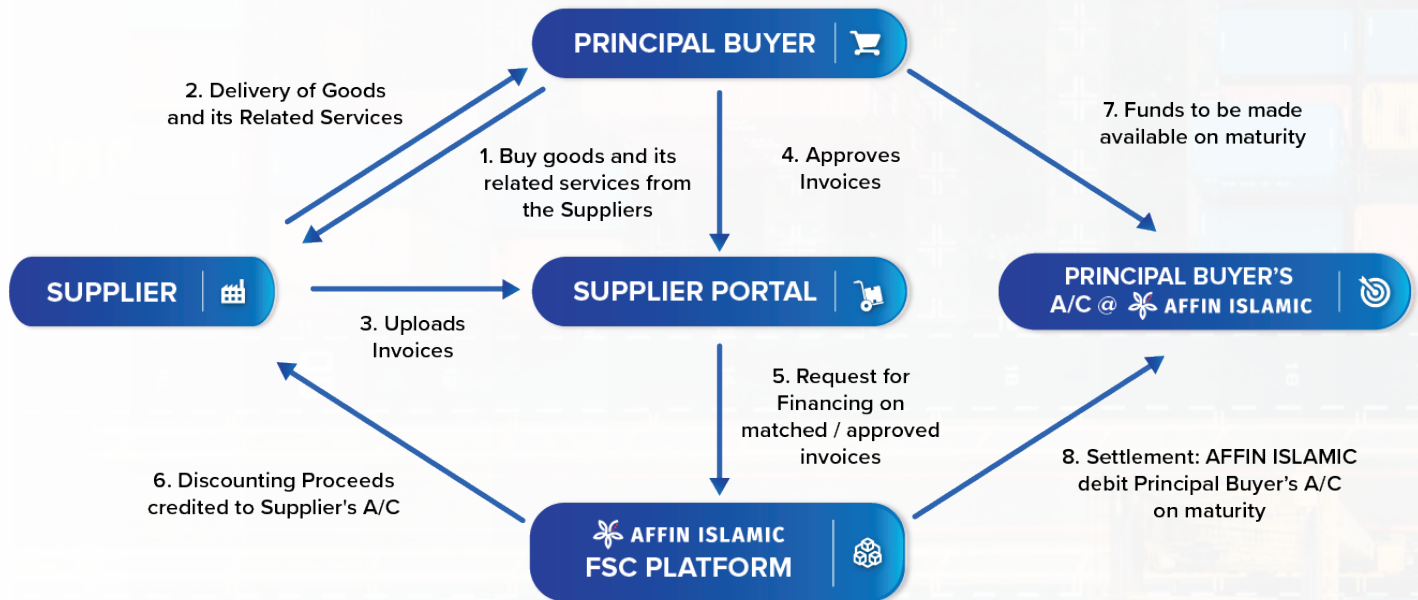 PRINCIPAL BUYER
2. Delivery of Goods
and its Related Services
7. Funds to be made
available on maturity
1. Buy goods and its
related services from
the Suppliers
4. Approves
Invoices
SUPPLIER
SUPPLIER PORTAL
PRINCIPAL BUYER'S
A/C @ AFFIN ISLAMIC
3. Uploads
Invoices
5. Request for
Financing on
matched / approved
invoices
6. Discounting Proceeds
credited to Supplier's A/C
8. Settlement: AFFIN ISLAMIC
debit Principal Buyer's A/C
on maturity
AFFIN ISLAMIC
FSC PLATFORM